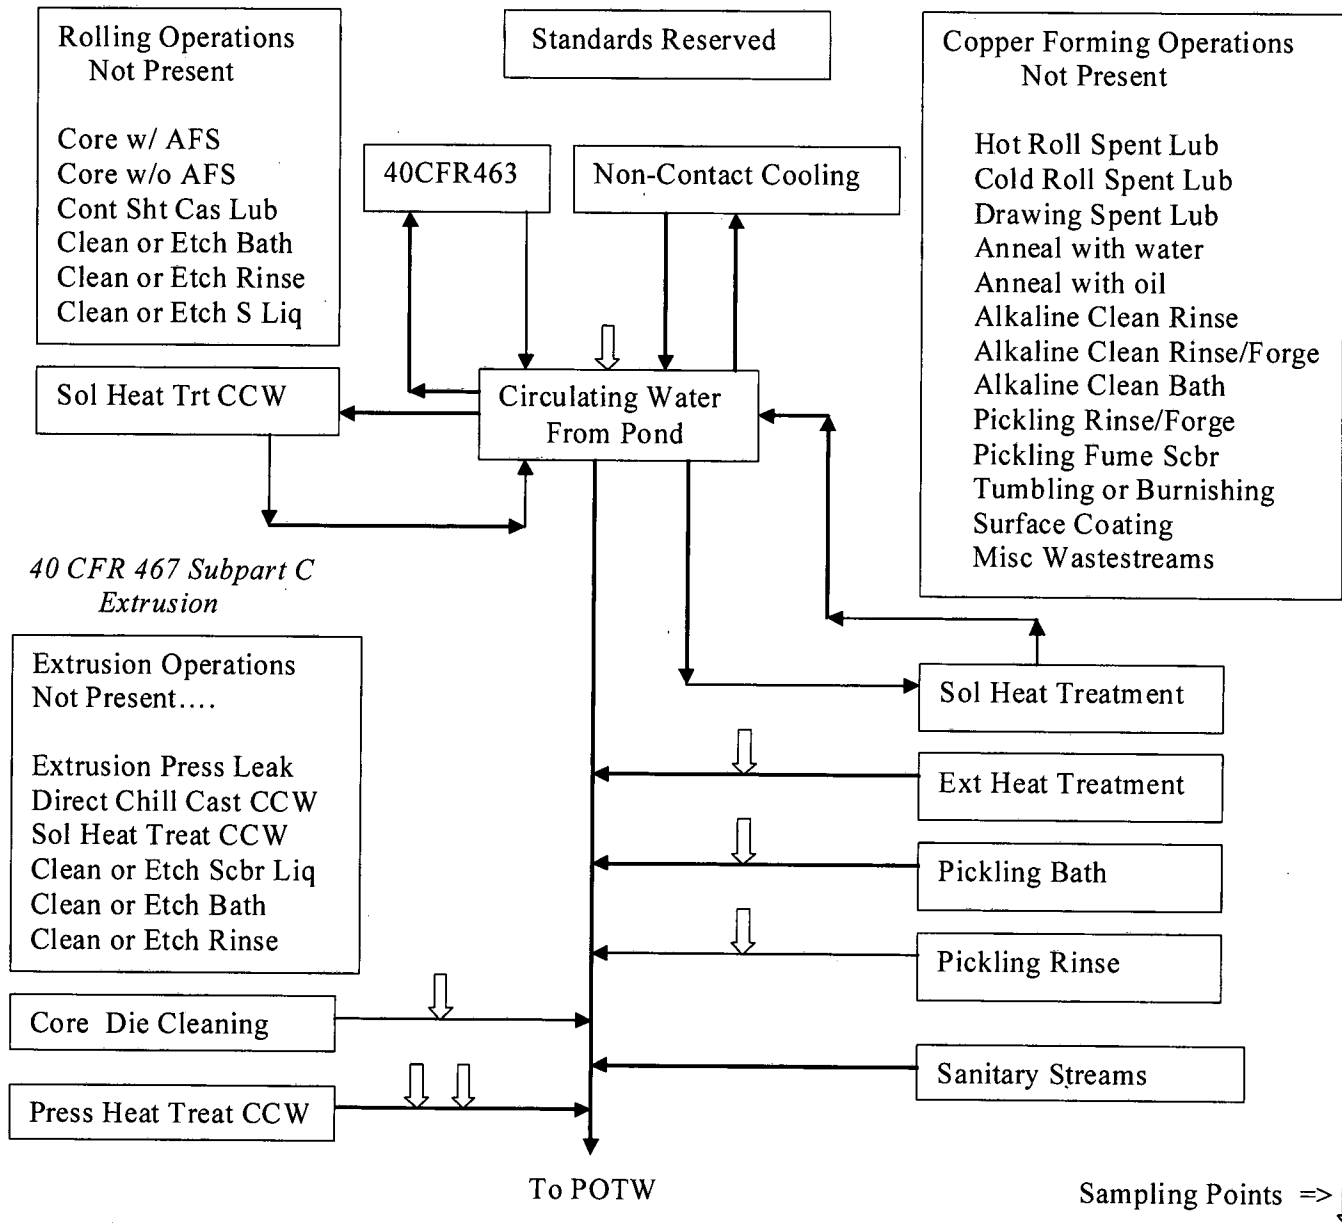 Rolling Operations
Not Present
Core w/ AFS
Core w/o AFS
Cont Sht Cas Lub
Clean or Etch Bath
Clean or Etch Rinse
Clean or Etch S Liq
Standards Reserved
40CFR463
Non-Contact Cooling
Copper Forming Operations
Not Present
Hot Roll Spent Lub
Cold Roll Spent Lub
Drawing Spent Lub
Anneal with water
Anneal with oil
Alkaline Clean Rinse
Alkaline Clean Rinse/Forge
Alkaline Clean Bath
Pickling Rinse/Forge
Pickling Fume Scbr
Tumbling or Burnishing
Surface Coating
Misc Wastestreams
Sol Heat Trt CCW
Circulating Water
From Pond
40 CFR 467 Subpart C
Extrusion
Extrusion Operations
Not Present....
Extrusion Press Leak
Direct Chill Cast CCW
Sol Heat Treat CCW
Clean or Etch Scbr Liq
Clean or Etch Bath
Clean or Etch Rinse
Sol Heat Treatment
Ext Heat Treatment
Pickling Bath
Pickling Rinse
Core Die Cleaning
Sanitary Streams
Press Heat Treat CCW
To POTW
Sampling Points =>